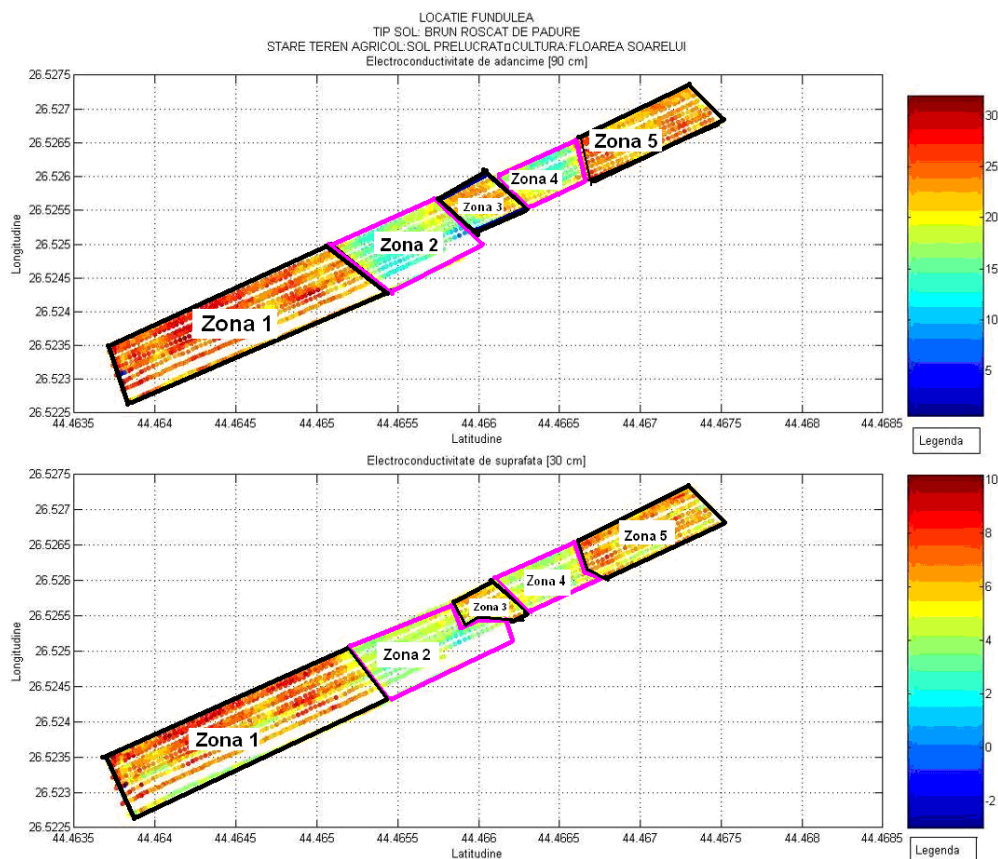 LOCATIE FUNDULEA
TIP SOL: BRUN ROSCAT DE PADURE
STARE TEREN AGRICOL:SOL PRELUCRAT□CULTURA:FLOAREA SOARELUI
Electroconductivitate de adancime [90 cm]
26.5275
26.527
26.5265
26.526
26.5255
26.525
26.5245
26.524
26.5235
26.523
26.5225
Longitudine
Zona 1
Zona 2
Zona 3
Zona 4
Zona 5
44.4635
44.464
44.4645
44.465
44.4655
44.466
44.4665
44.467
44.4675
44.468
44.4685
Latitudine
30
25
20
15
10
5
Legenda
Electroconductivitate de suprafata [30 cm]
26.5275
26.527
26.5265
26.526
26.5255
26.525
26.5245
26.524
26.5235
26.523
26.5225
Longitudine
Zona 1
Zona 2
Zona 3
Zona 4
Zona 5
44.4635
44.464
44.4645
44.465
44.4655
44.466
44.4665
44.467
44.4675
44.468
44.4685
Latitudine
10
8
6
4
2
0
-2
Legenda